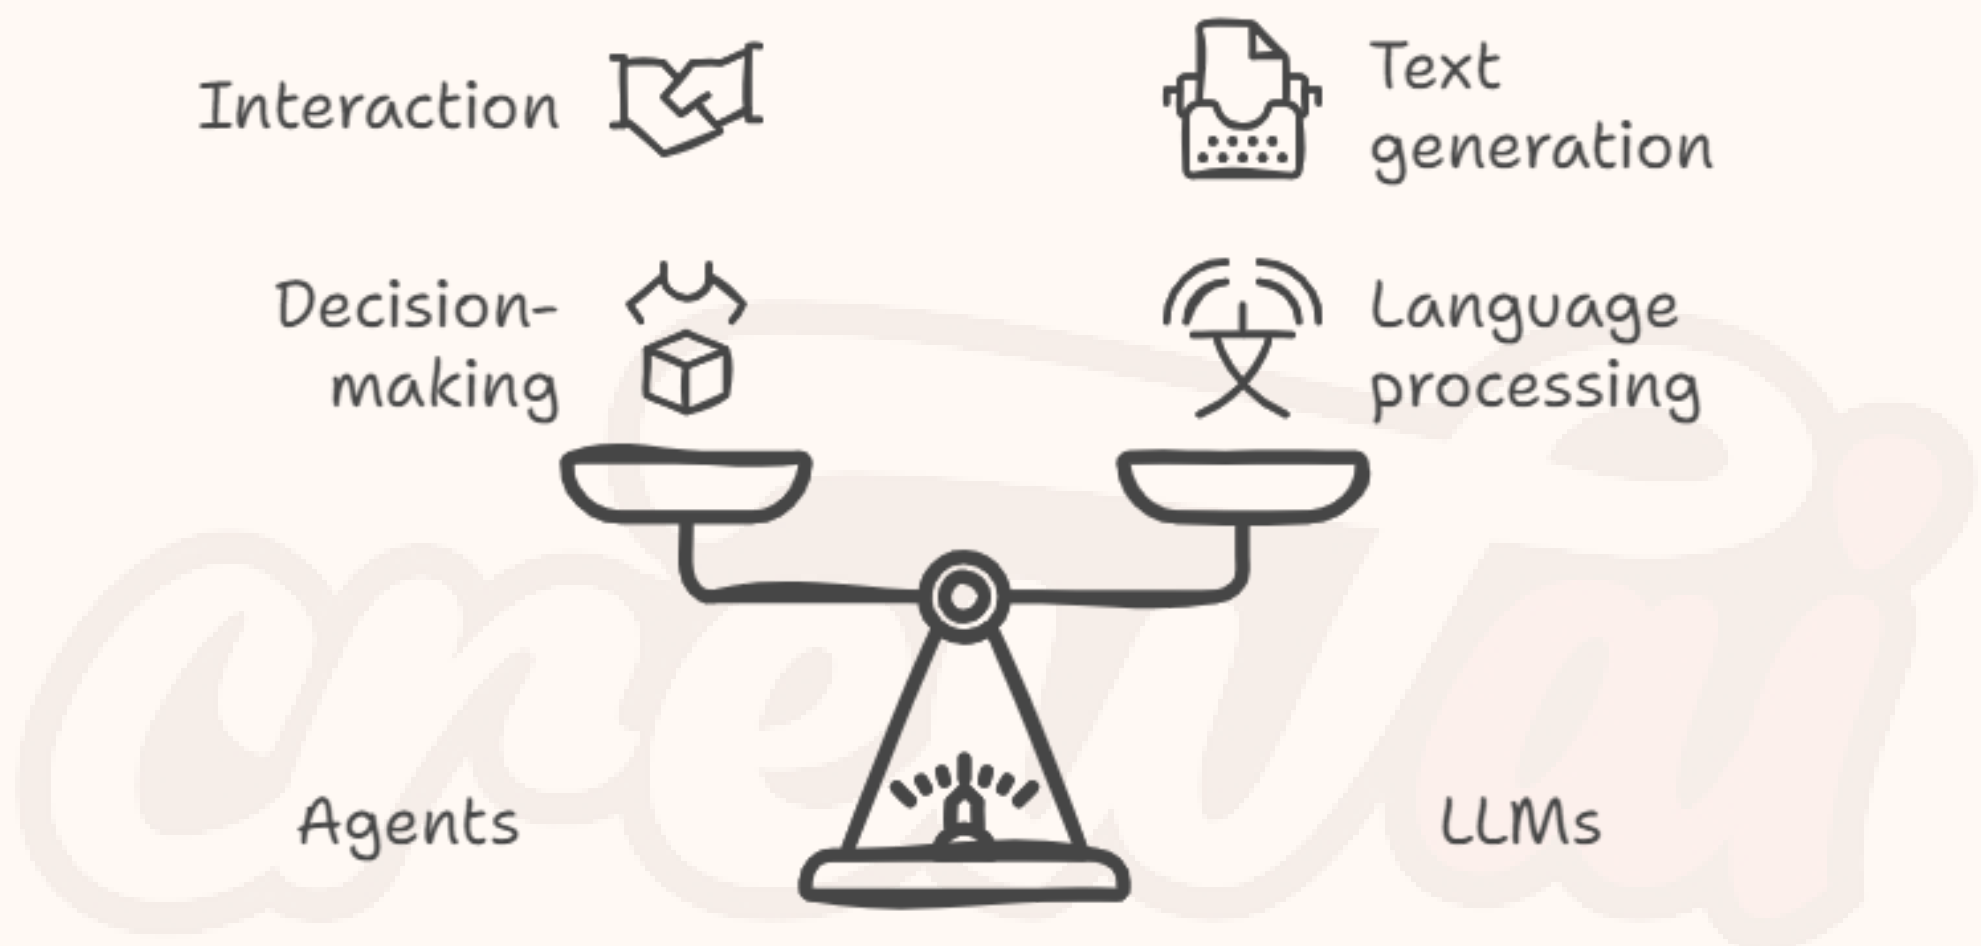 Interaction
Text
generation
Decision-
making
Language
processing
Agents
LLMs